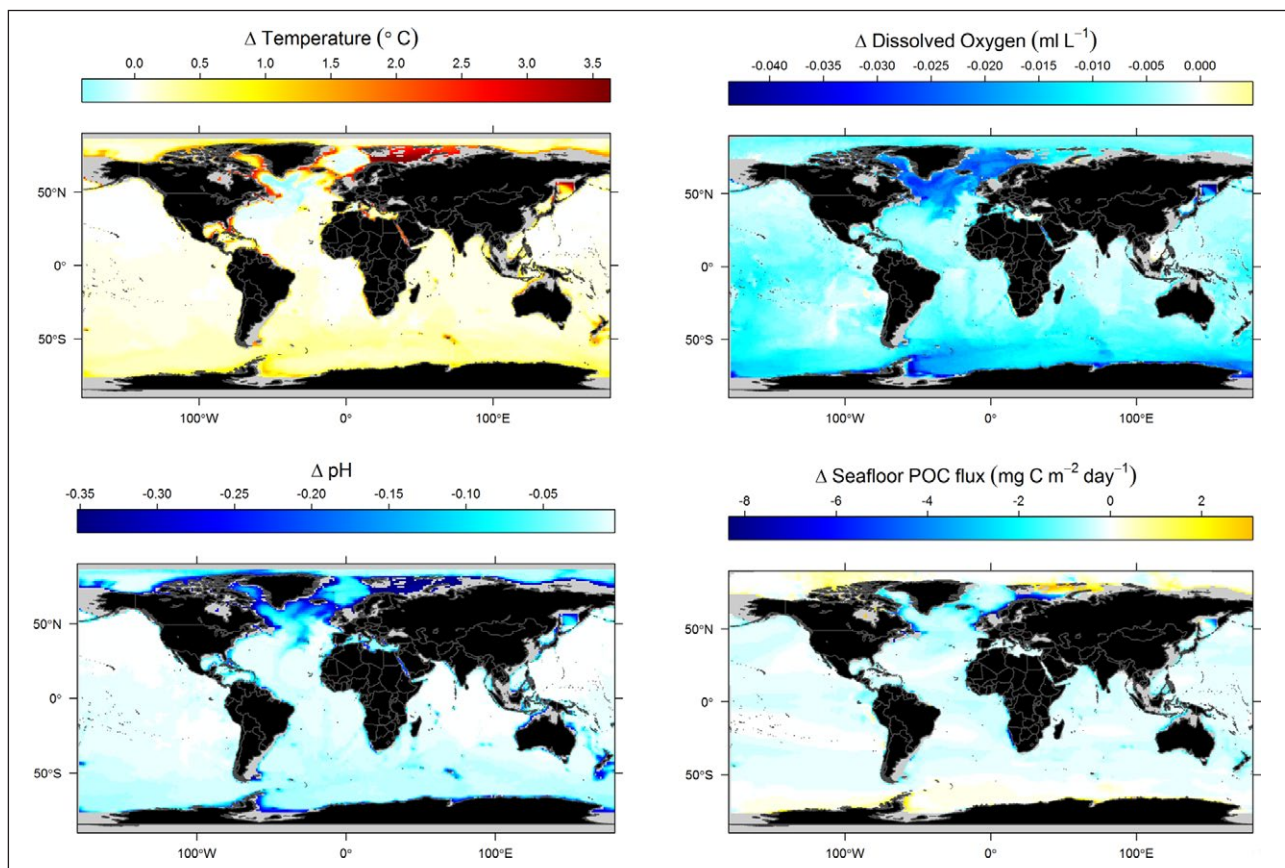 Δ Temperature (° C)
0.0 0.5 1.0 1.5 2.0 2.5 3.0 3.5
50°N
0°
50°S
100°W 0° 100°E
Δ Dissolved Oxygen (ml L⁻¹)
-0.040 -0.035 -0.030 -0.025 -0.020 -0.015 -0.010 -0.005 0.000
50°N
0°
50°S
100°W 0° 100°E
Δ pH
-0.35 -0.30 -0.25 -0.20 -0.15 -0.10 -0.05
50°N
0°
50°S
100°W 0° 100°E
Δ Seafloor POC flux (mg C m⁻² day⁻¹)
-8 -6 -4 -2 0 2
50°N
0°
50°S
100°W 0° 100°E